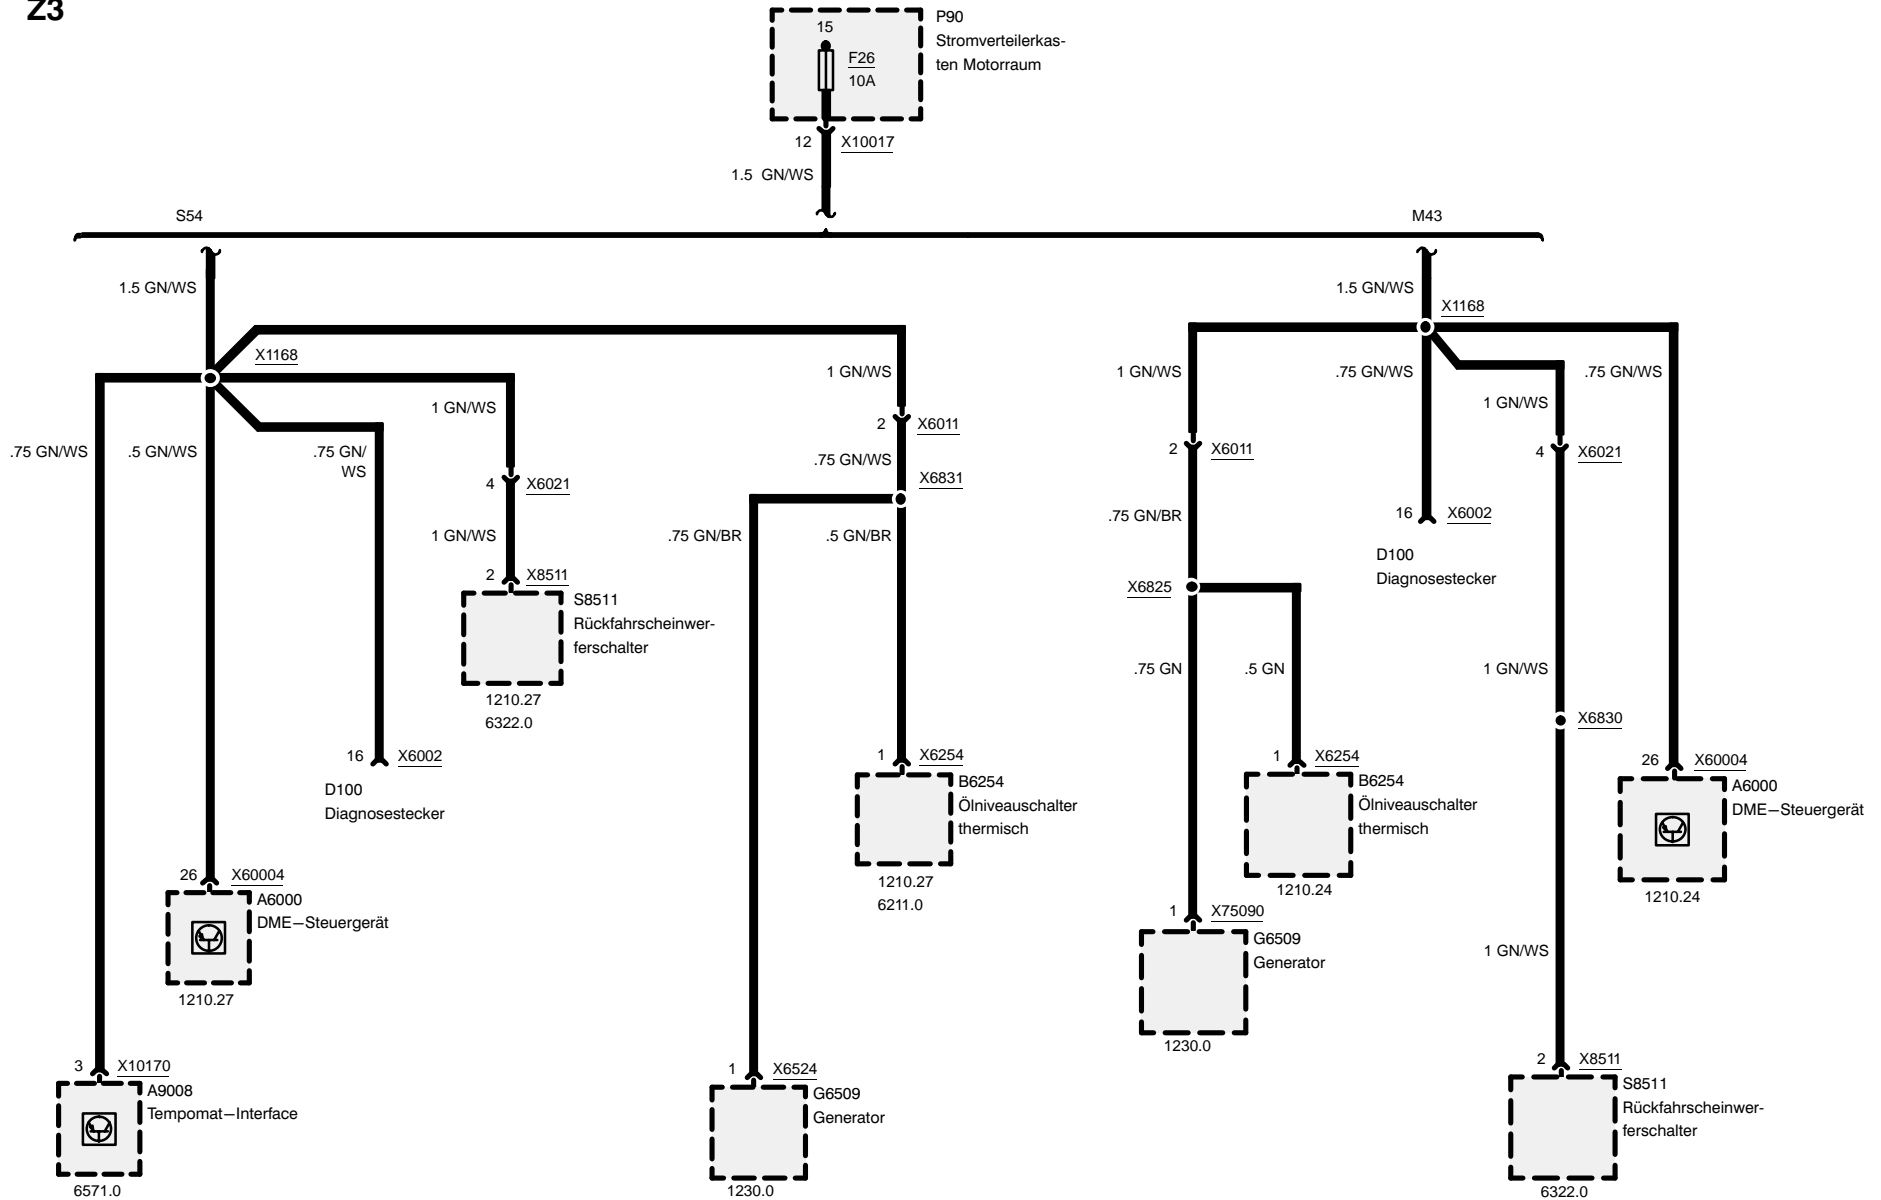 Z3
P90
Stromverteilerkas-
ten Motorraum
15
F26
10A
12 X10017
1.5 GN/WS
S54
M43
1.5 GN/WS
X1168
1 GN/WS
2 X6011
.75 GN/WS
X6831
.75 GN/WS
.5 GN/WS
.75 GN/
WS
1 GN/WS
4 X6021
1 GN/WS
2 X8511
S8511
Rückfahrscheinwer-
ferschalter
1210.27
6322.0
.75 GN/BR
.5 GN/BR
16 X6002
D100
Diagnosestecker
1 X6254
B6254
Ölniveauschalter
thermisch
1210.27
6211.0
26 X60004
A6000
DME–Steuergerät
1210.27
3 X10170
A9008
Tempomat–Interface
6571.0
1 X6524
G6509
Generator
1230.0
1.5 GN/WS
X1168
1 GN/WS
.75 GN/WS
1 GN/WS
.75 GN/WS
2 X6011
4 X6021
.75 GN/BR
16 X6002
D100
Diagnosestecker
X6825
.75 GN
.5 GN
1 GN/WS
X6830
1 X6254
B6254
Ölniveauschalter
thermisch
1210.24
26 X60004
A6000
DME–Steuergerät
1210.24
1 X75090
G6509
Generator
1230.0
1 GN/WS
2 X8511
S8511
Rückfahrscheinwer-
ferschalter
6322.0